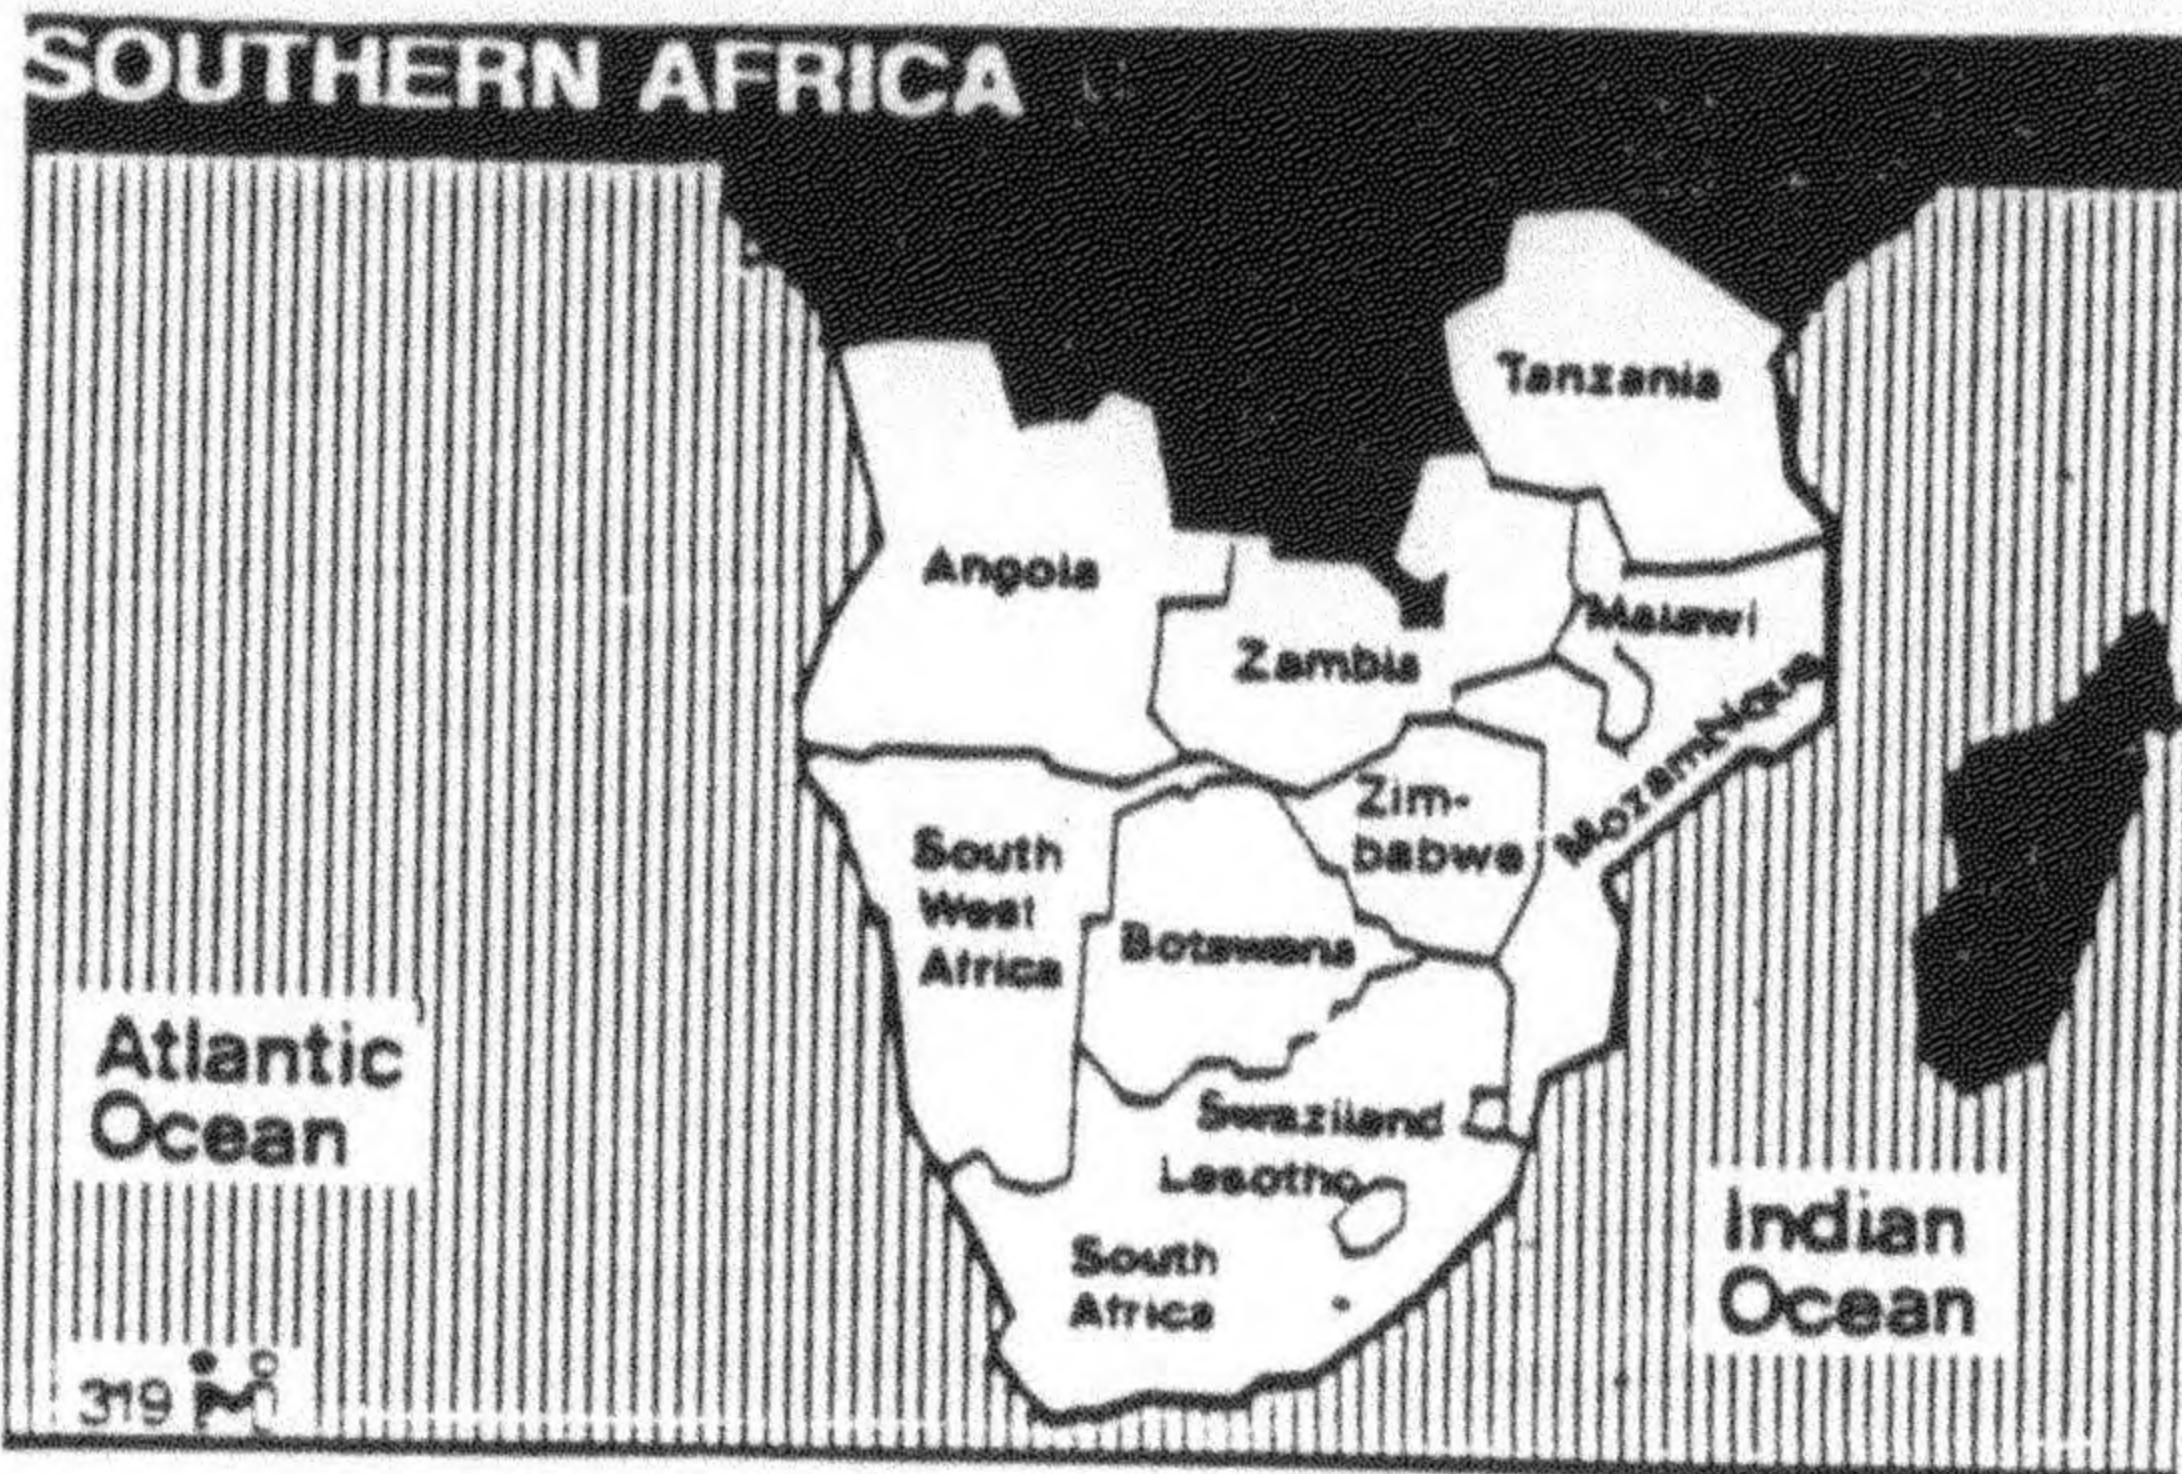 SOUTHERN AFRICA
Tanzania
Angola
Malawi
Zambia
Mozambique
Zim-
babwe
South
West
Africa
Botswana
Atlantic
Ocean
Swaziland
Lesotho
Indian
Ocean
South
Africa
319